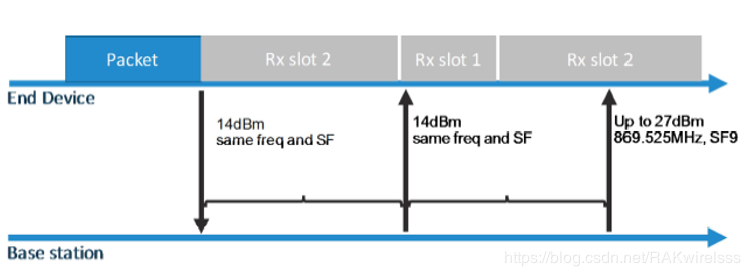 Packet
Rx slot 2
Rx slot 1
Rx slot 2
End Device
14dBm
same freq and SF
14dBm
same freq and SF
Up to 27dBm
869.525MHz, SF9
Base station
https://blog.csdn.net/RAKwirelsss